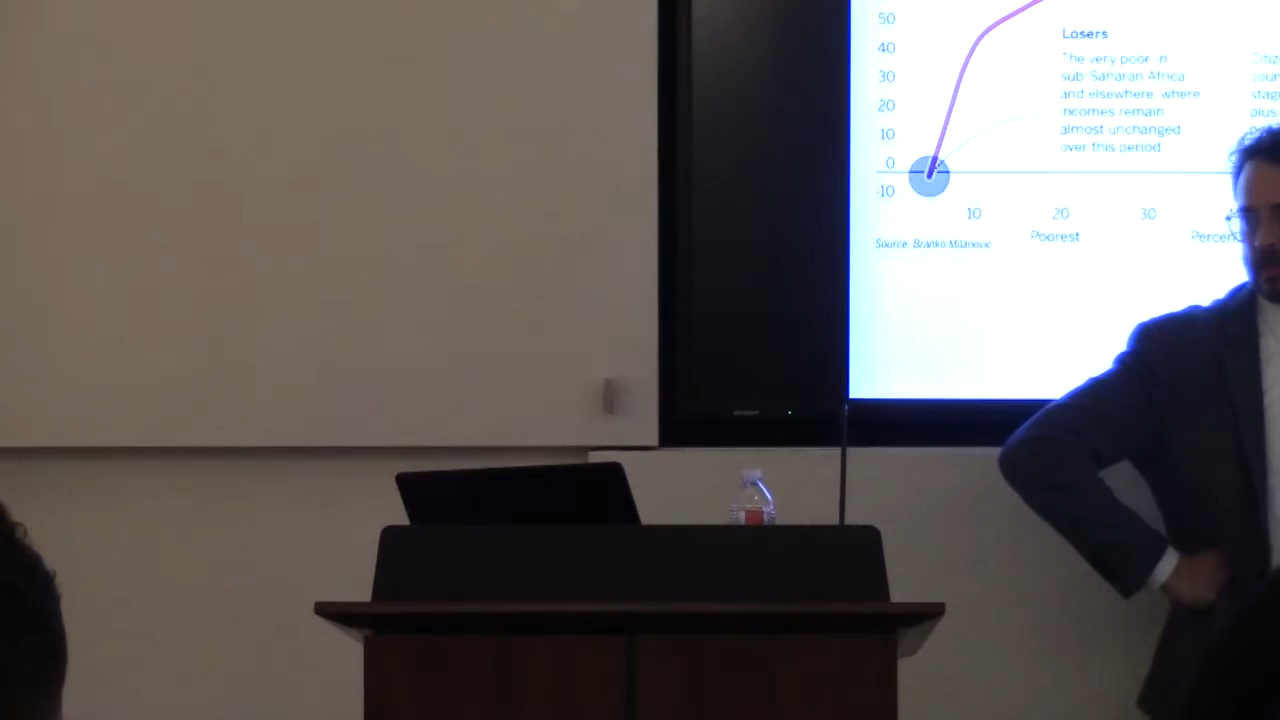 50
40
30
20
10
0
-10
Losers
The very poor in
sub-Saharan Africa
and elsewhere, where
incomes remain
almost unchanged
over this period
10
20
30
Poorest
Source: Branko Milanovic
SHARP